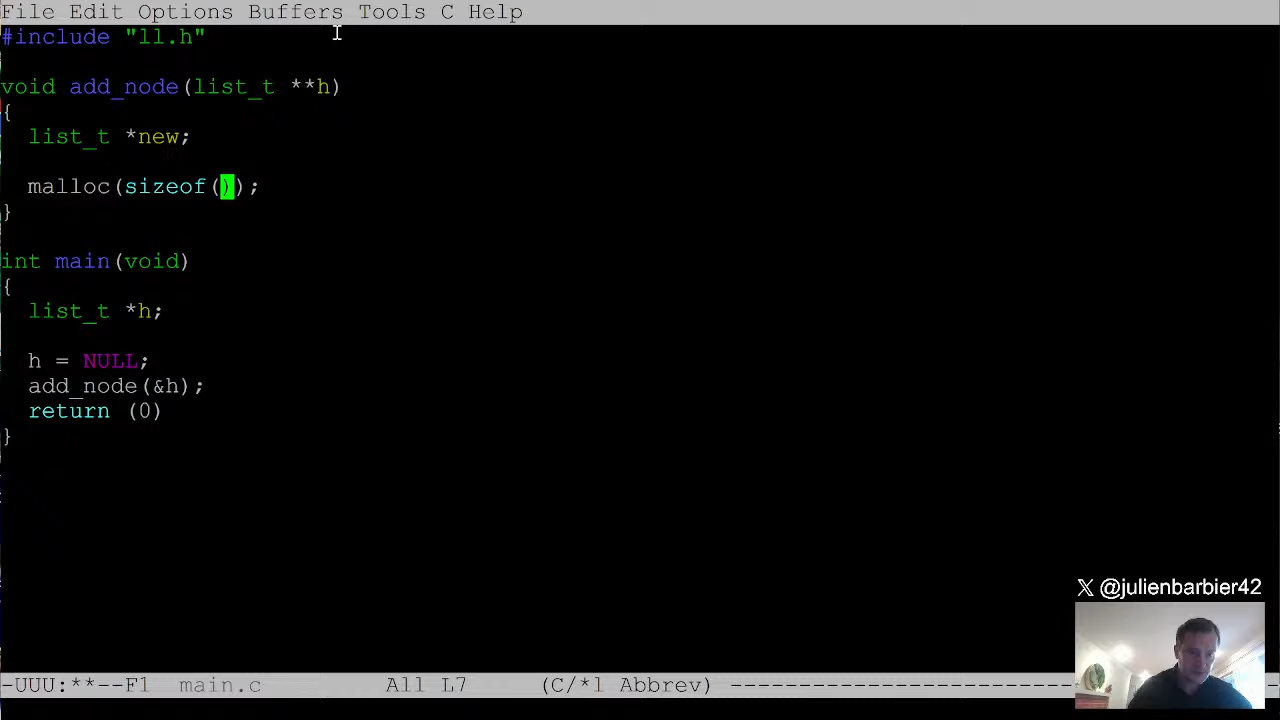 File Edit Options Buffers Tools C Help
#include "ll.h"
void add_node(list_t **h)
{
list_t *new;
malloc(sizeof());
}
int main(void)
{
list_t *h;
h = NULL;
add_node(&h);
return (0)
}
𝕏 @julienbarbier42
-UUU:**--F1 main.c All L7 (C/*l Abbrev) -------------------------